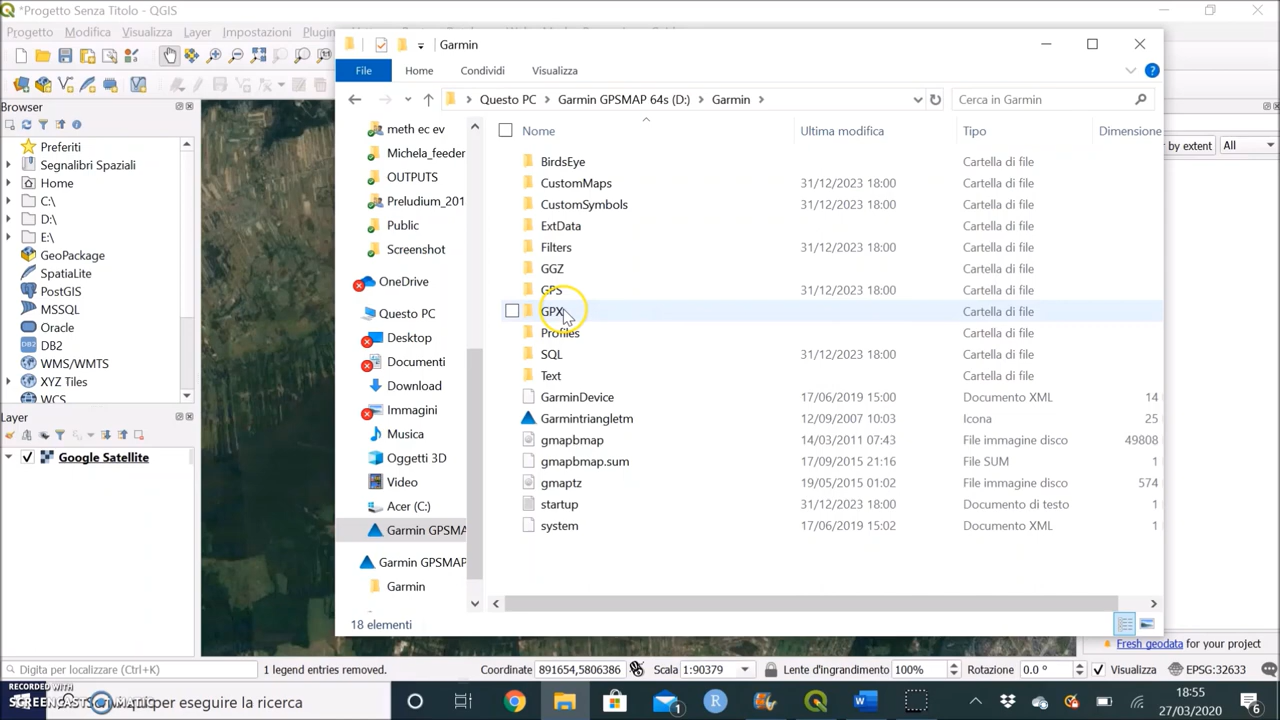 *Progetto Senza Titolo - QGIS
Progetto Modifica Visualizza Layer Impostazioni Plugin
Garmin
File Home Condividi Visualizza
Questo PC Garmin GPSMAP 64s (D:) Garmin
Cerca in Garmin
Browser
Preferiti
Segnalibri Spaziali
Home
C:\
D:\
E:\
GeoPackage
SpatiaLite
PostGIS
MSSQL
Oracle
DB2
WMS/WMTS
XYZ Tiles
WCS
Layer
Google Satellite
meth ec ev
Michela_feeder
OUTPUTS
Preludium_201
Public
Screenshot
OneDrive
Questo PC
Desktop
Documenti
Download
Immagini
Musica
Oggetti 3D
Video
Acer (C:)
Garmin GPSMA
Garmin GPSMAP
Garmin
Nome Ultima modifica Tipo Dimensione
BirdsEye Cartella di file
CustomMaps 31/12/2023 18:00 Cartella di file
CustomSymbols 31/12/2023 18:00 Cartella di file
ExtData Cartella di file
Filters 31/12/2023 18:00 Cartella di file
GGZ Cartella di file
GPS 31/12/2023 18:00 Cartella di file
GPX Cartella di file
Profiles Cartella di file
SQL 31/12/2023 18:00 Cartella di file
Text Cartella di file
GarminDevice 17/06/2019 15:00 Documento XML 14
Garmintriangletm 12/09/2007 10:03 Icona 25
gmapbmap 14/03/2011 07:43 File immagine disco 49808
gmapbmap.sum 17/09/2015 21:16 File SUM 1
gmaptz 19/05/2015 01:02 File immagine disco 574
startup 31/12/2023 18:00 Documento di testo 1
system 17/06/2019 15:02 Documento XML 1
18 elementi
er by extent All
Fresh geodata for your project
Digita per localizzare (Ctrl+K) 1 legend entries removed. Coordinate 891654,5806386 Scala 1:90379 Lente d'ingrandimento 100% Rotazione 0.0 ° Visualizza EPSG:32633
RECORDED WITH
SCREENCAST MATIC
per eseguire la ricerca
1
18:55
27/03/2020
6